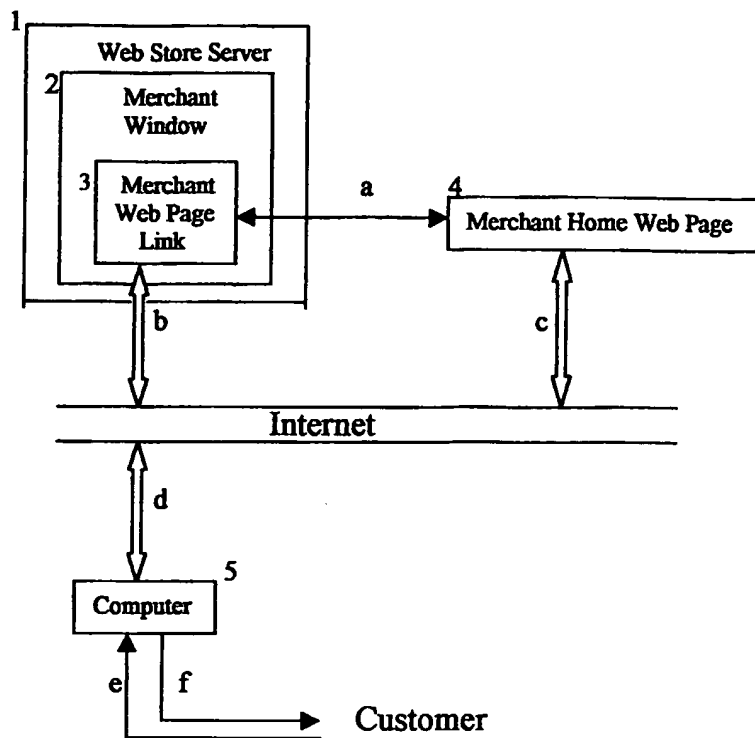 1
Web Store Server
2
Merchant
Window
3
Merchant
Web Page
Link
a
4
Merchant Home Web Page
b
c
Internet
d
5
Computer
e
f
Customer